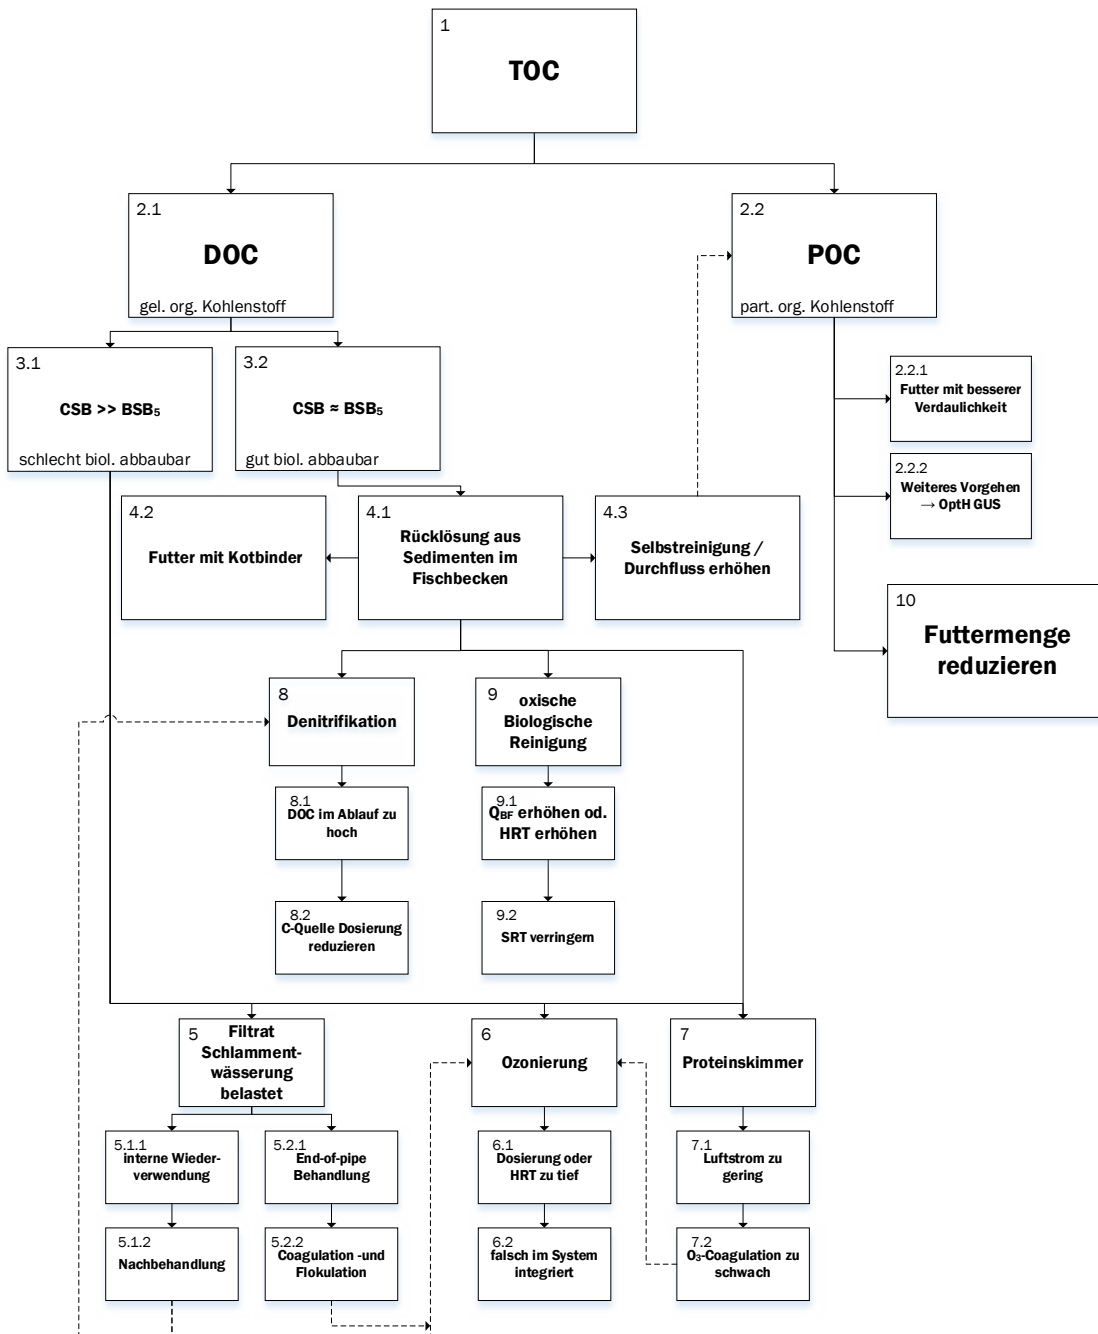 1
TOC
2.1
DOC
gel. org. Kohlenstoff
2.2
POC
part. org. Kohlenstoff
3.1
CSB >> BSB₅
schlecht biol. abbaubar
3.2
CSB ≈ BSB₅
gut biol. abbaubar
2.2.1
Futter mit besserer
Verdaulichkeit
2.2.2
Weiteres Vorgehen
→ OptH GUS
4.2
Futter mit Kotbinder
4.1
Rücklösung aus
Sedimenten im
Fischbecken
4.3
Selbstreinigung /
Durchfluss erhöhen
10
Futtermenge
reduzieren
8
Denitrifikation
9
oxische
Biologische
Reinigung
8.1
DOC im Ablauf zu
hoch
9.1
Q_BF erhöhen od.
HRT erhöhen
8.2
C-Quelle Dosierung
reduzieren
9.2
SRT verringern
5
Filtrat
Schlamment-
wässerung
belastet
6
Ozonierung
7
Proteinskimmer
5.1.1
interne Wieder-
verwendung
5.2.1
End-of-pipe
Behandlung
6.1
Dosierung oder
HRT zu tief
7.1
Luftstrom zu
gering
5.1.2
Nachbehandlung
5.2.2
Coagulation -und
Flokulation
6.2
falsch im System
integriert
7.2
O₃-Coagulation zu
schwach